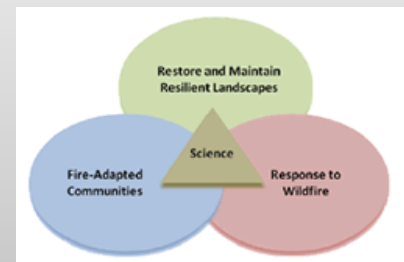 Restore and Maintain
Resilient Landscapes
Science
Fire-Adapted
Communities
Response to
Wildfire